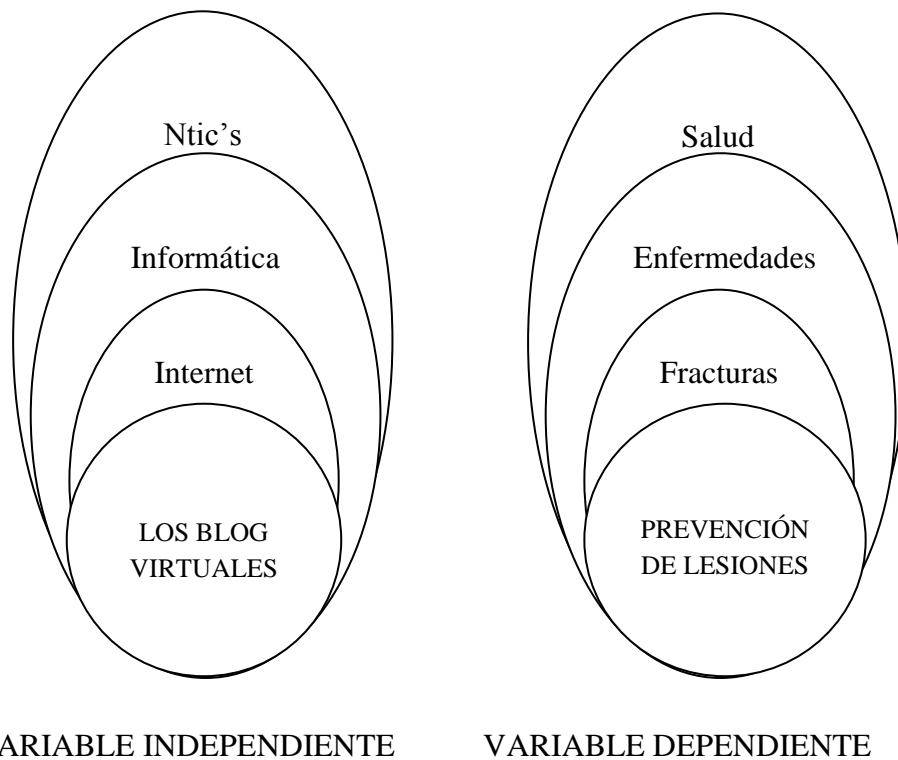 Ntic’s
Informática
Internet
LOS BLOG
VIRTUALES
Salud
Enfermedades
Fracturas
PREVENCIÓN
DE LESIONES
ARIABLE INDEPENDIENTE
VARIABLE DEPENDIENTE